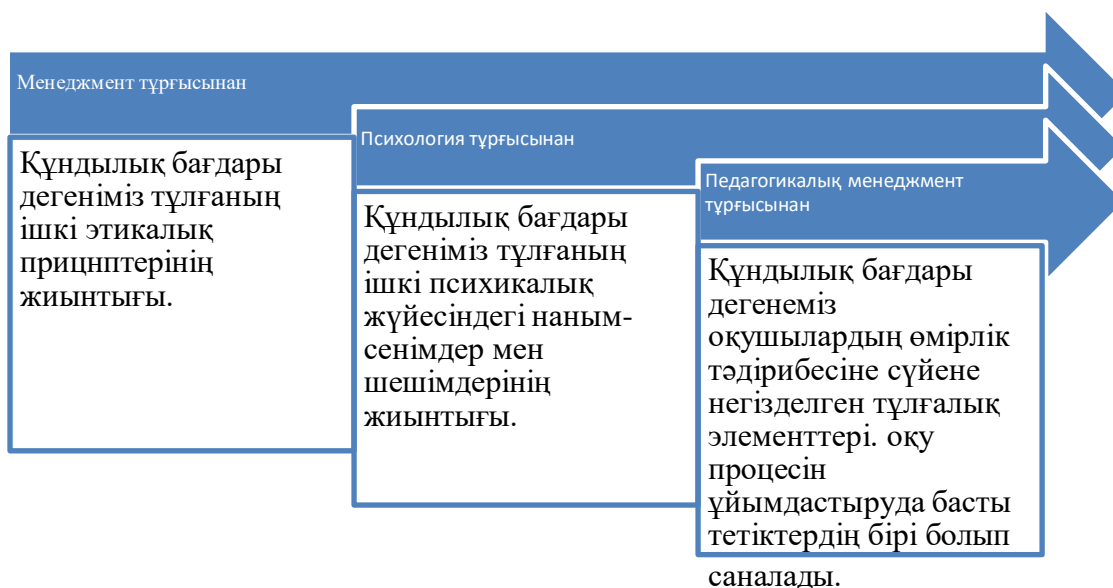 Менеджмент тұрғысынан
Құндылық бағдары
дегеніміз тұлғаның
ішкі этикалық
прицнптерінің
жиынтығы.
Психология тұрғысынан
Құндылық бағдары
дегеніміз тұлғаның
ішкі психикалық
жүйесіндегі наным-
сенімдер мен
шешімдерінің
жиынтығы.
Педагогикалық менеджмент
тұрғысынан
Құндылық бағдары
дегенеміз
оқушылардың өмірлік
тәдірибесіне сүйене
негізделген тұлғалық
элементтері. оқу
процесін
ұйымдастыруда басты
тетіктердің бірі болып
саналады.